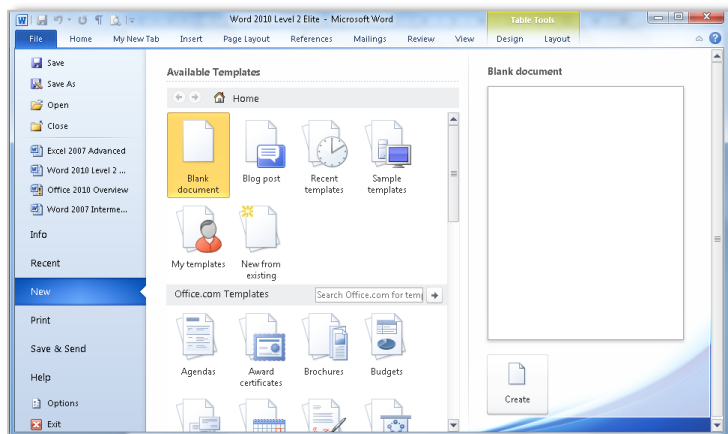 Word 2010 Level 2 Elite - Microsoft Word
Table Tools
File Home My New Tab Insert Page Layout References Mailings Review View Design Layout
Save
Save As
Open
Close
Excel 2007 Advanced
Word 2010 Level 2 ...
Office 2010 Overview
Word 2007 Interme...
Info
Recent
New
Print
Save & Send
Help
Options
Exit
Available Templates
Home
Blank document
Blog post
Recent templates
Sample templates
My templates
New from existing
Office.com Templates
Search Office.com for temp
Agendas
Award certificates
Brochures
Budgets
Blank document
Create